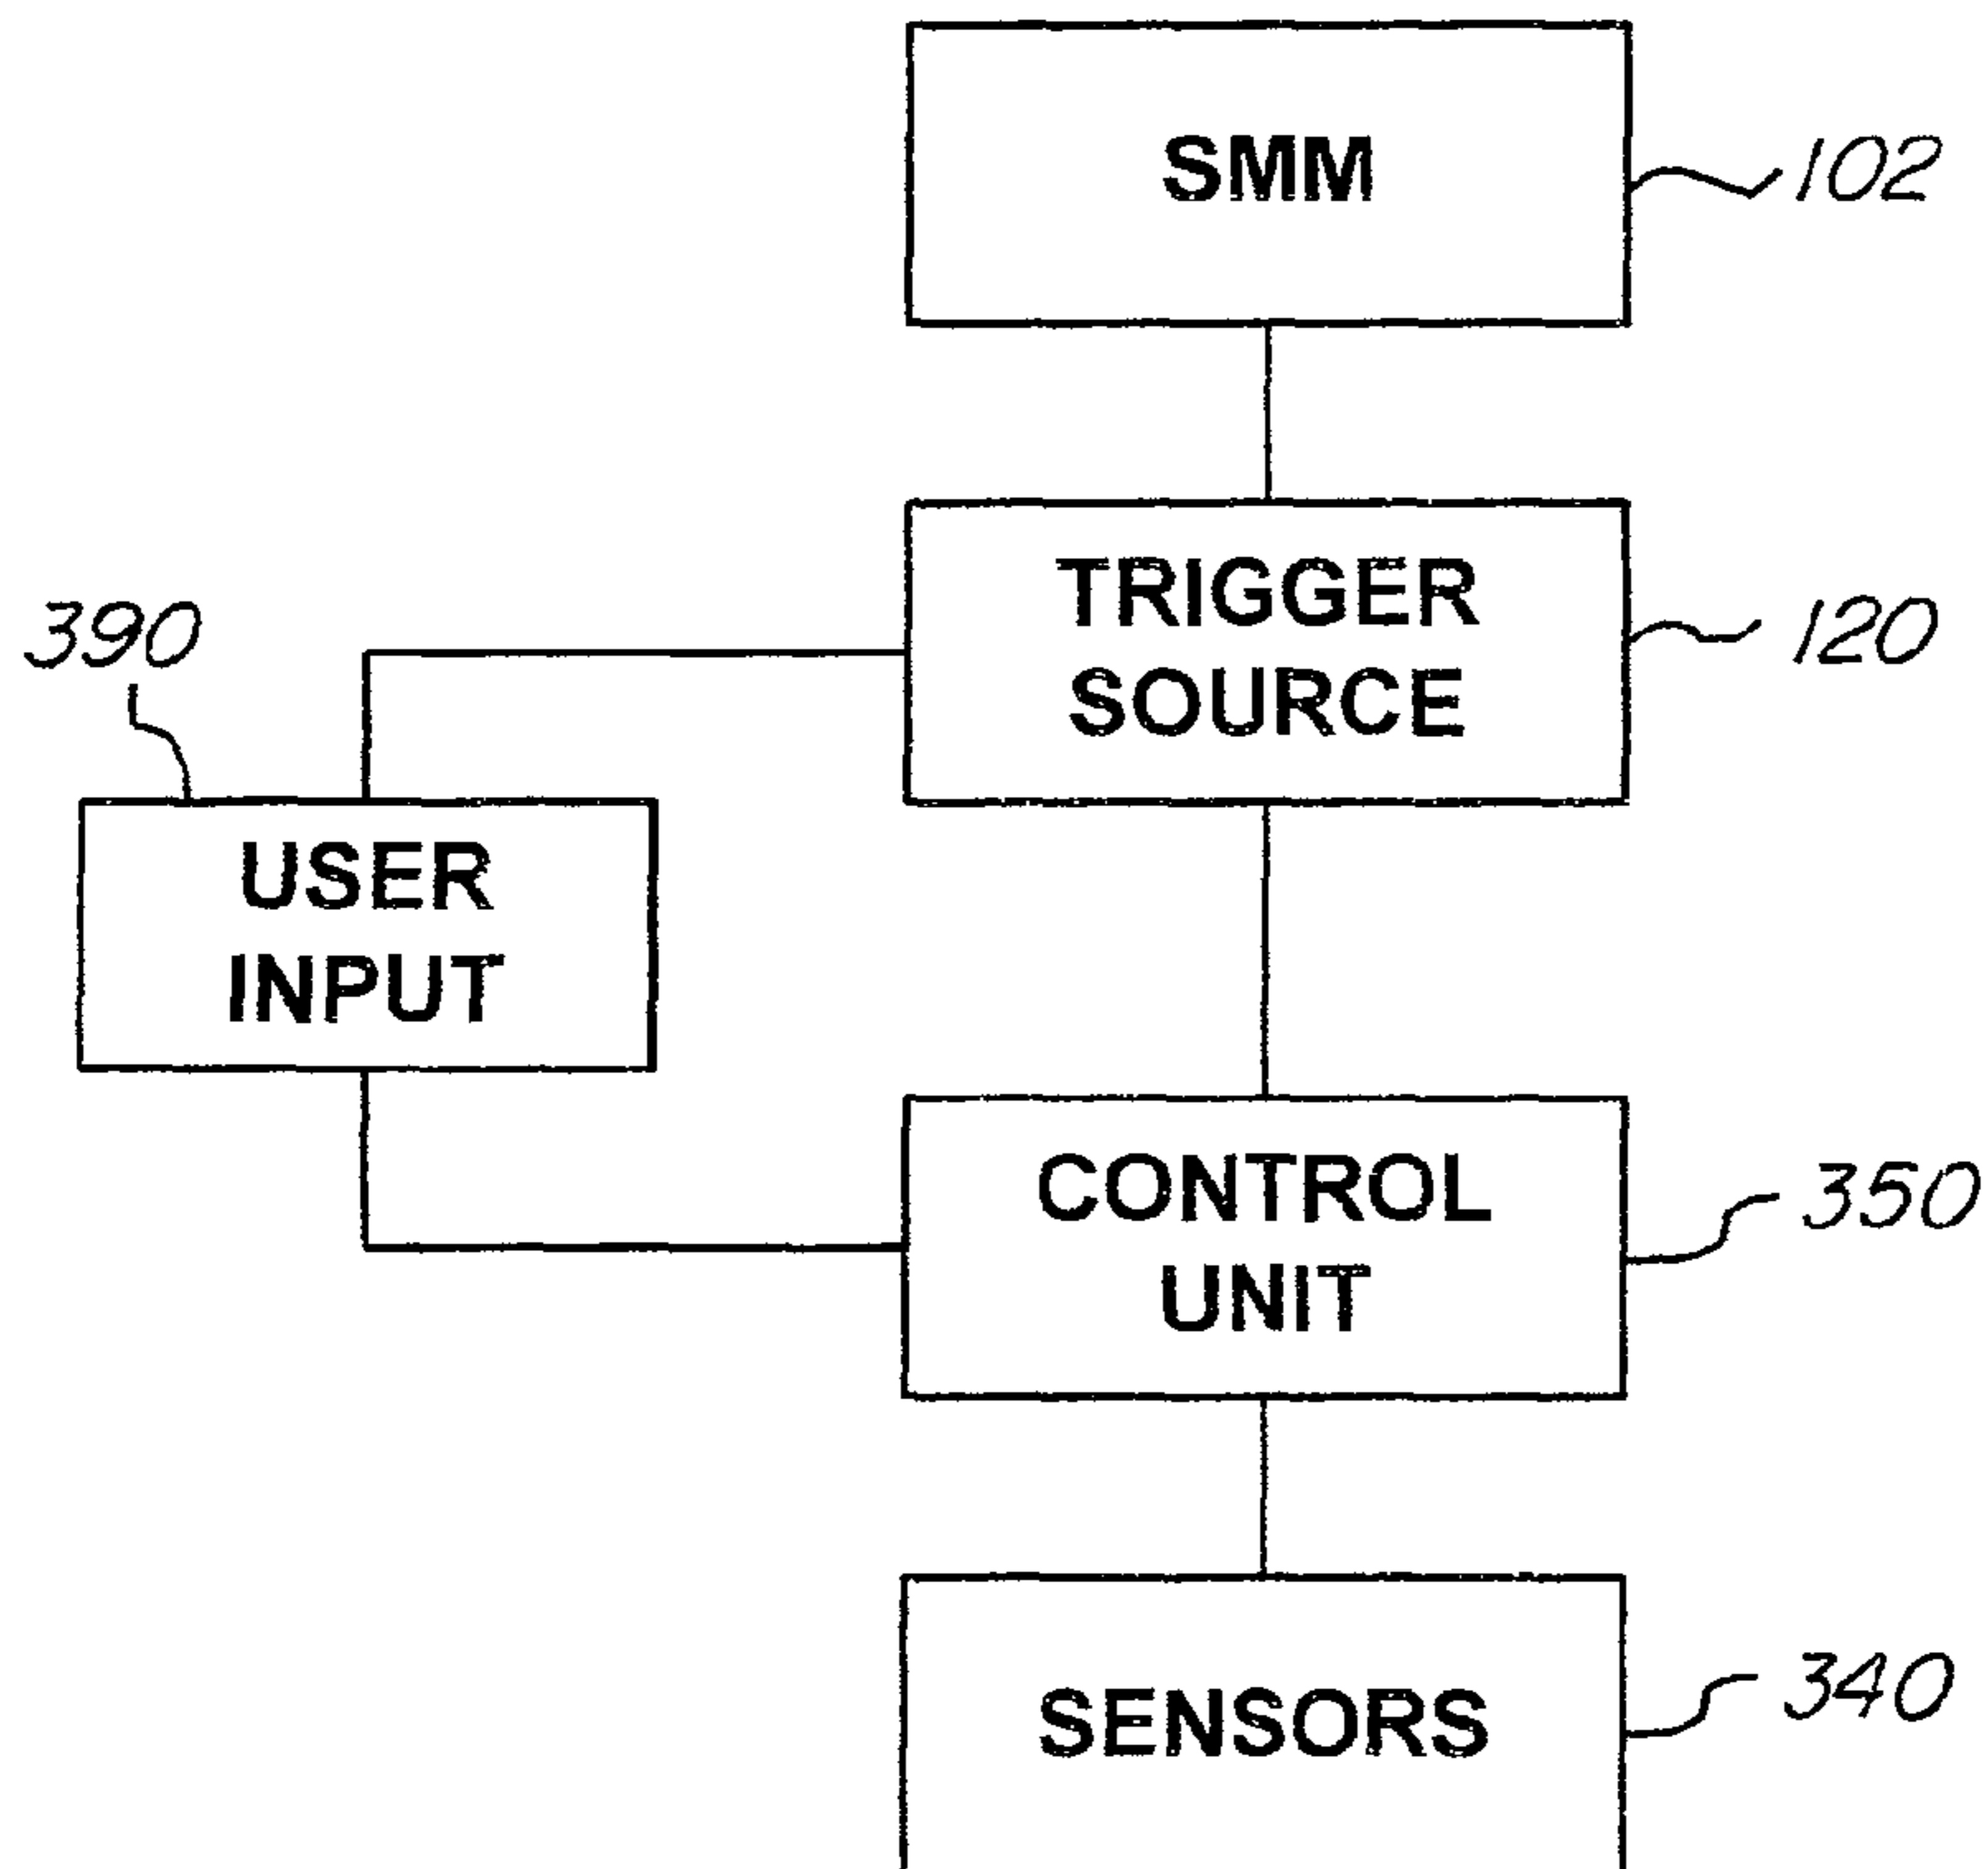 SMM
102
TRIGGER
SOURCE
120
390
USER
INPUT
CONTROL
UNIT
350
SENSORS
340